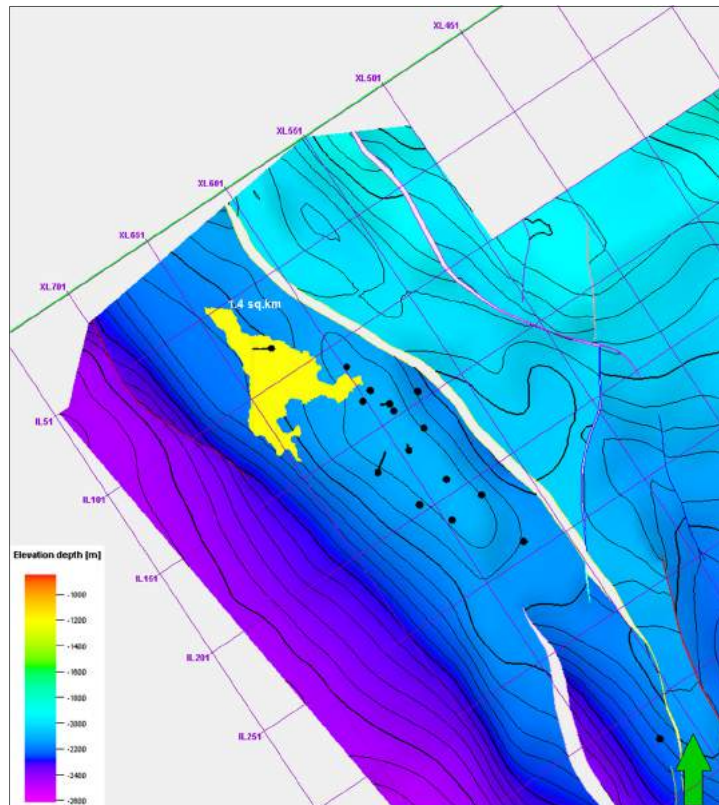 XL451
XL501
XL551
XL601
XL651
XL701
1.4 sq.km
IL51
IL101
IL151
IL201
IL251
Elevation depth [m]
-1000
-1200
-1400
-1600
-1800
-2000
-2200
-2400
-2600